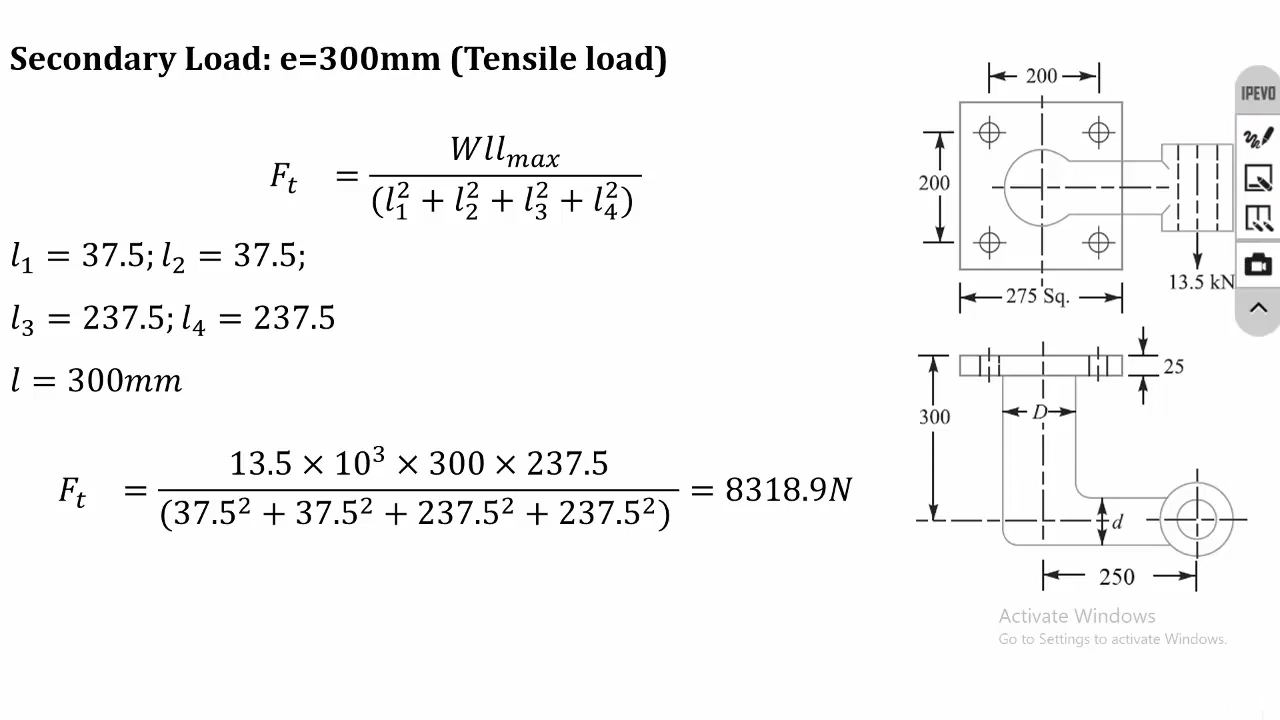 Secondary Load: e=300mm (Tensile load)
F_t = Wll_max / (l_1^2 + l_2^2 + l_3^2 + l_4^2)
l_1 = 37.5; l_2 = 37.5;
l_3 = 237.5; l_4 = 237.5
l = 300mm
F_t = 13.5 × 10^3 × 300 × 237.5 / (37.5^2 + 37.5^2 + 237.5^2 + 237.5^2) = 8318.9N
200
200
13.5 kN
275 Sq.
25
300
D
d
250
IPEVO
Activate Windows
Go to Settings to activate Windows.